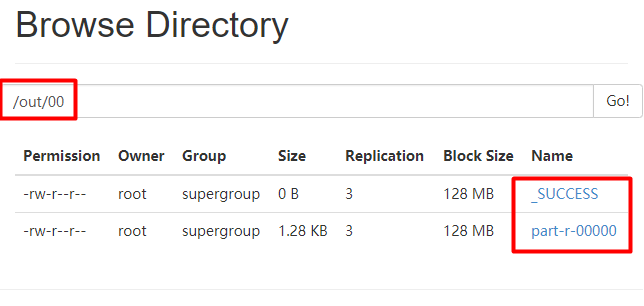 Browse Directory
/out/00 Go!
Permission Owner Group Size Replication Block Size Name
-rw-r--r-- root supergroup 0 B 3 128 MB _SUCCESS
-rw-r--r-- root supergroup 1.28 KB 3 128 MB part-r-00000